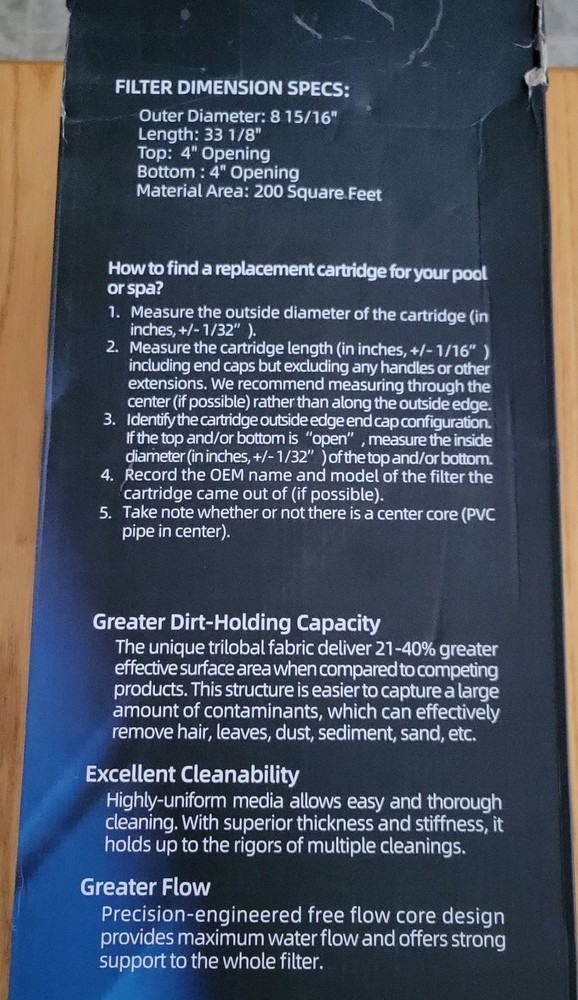 FILTER DIMENSION SPECS:
Outer Diameter: 8 15/16"
Length: 33 1/8"
Top: 4" Opening
Bottom : 4" Opening
Material Area: 200 Square Feet
How to find a replacement cartridge for your pool
or spa?
1. Measure the outside diameter of the cartridge (in
inches, +/- 1/32" ).
2. Measure the cartridge length (in inches, +/- 1/16" )
including end caps but excluding any handles or other
extensions. We recommend measuring through the
center (if possible) rather than along the outside edge.
3. Identify the cartridge outside edge end cap configuration.
If the top and/or bottom is "open" , measure the inside
diameter (in inches, +/- 1/32" ) of the top and/or bottom.
4. Record the OEM name and model of the filter the
cartridge came out of (if possible).
5. Take note whether or not there is a center core (PVC
pipe in center).
Greater Dirt-Holding Capacity
The unique trilobal fabric deliver 21-40% greater
effective surface area when compared to competing
products. This structure is easier to capture a large
amount of contaminants, which can effectively
remove hair, leaves, dust, sediment, sand, etc.
Excellent Cleanability
Highly-uniform media allows easy and thorough
cleaning. With superior thickness and stiffness, it
holds up to the rigors of multiple cleanings.
Greater Flow
Precision-engineered free flow core design
provides maximum water flow and offers strong
support to the whole filter.